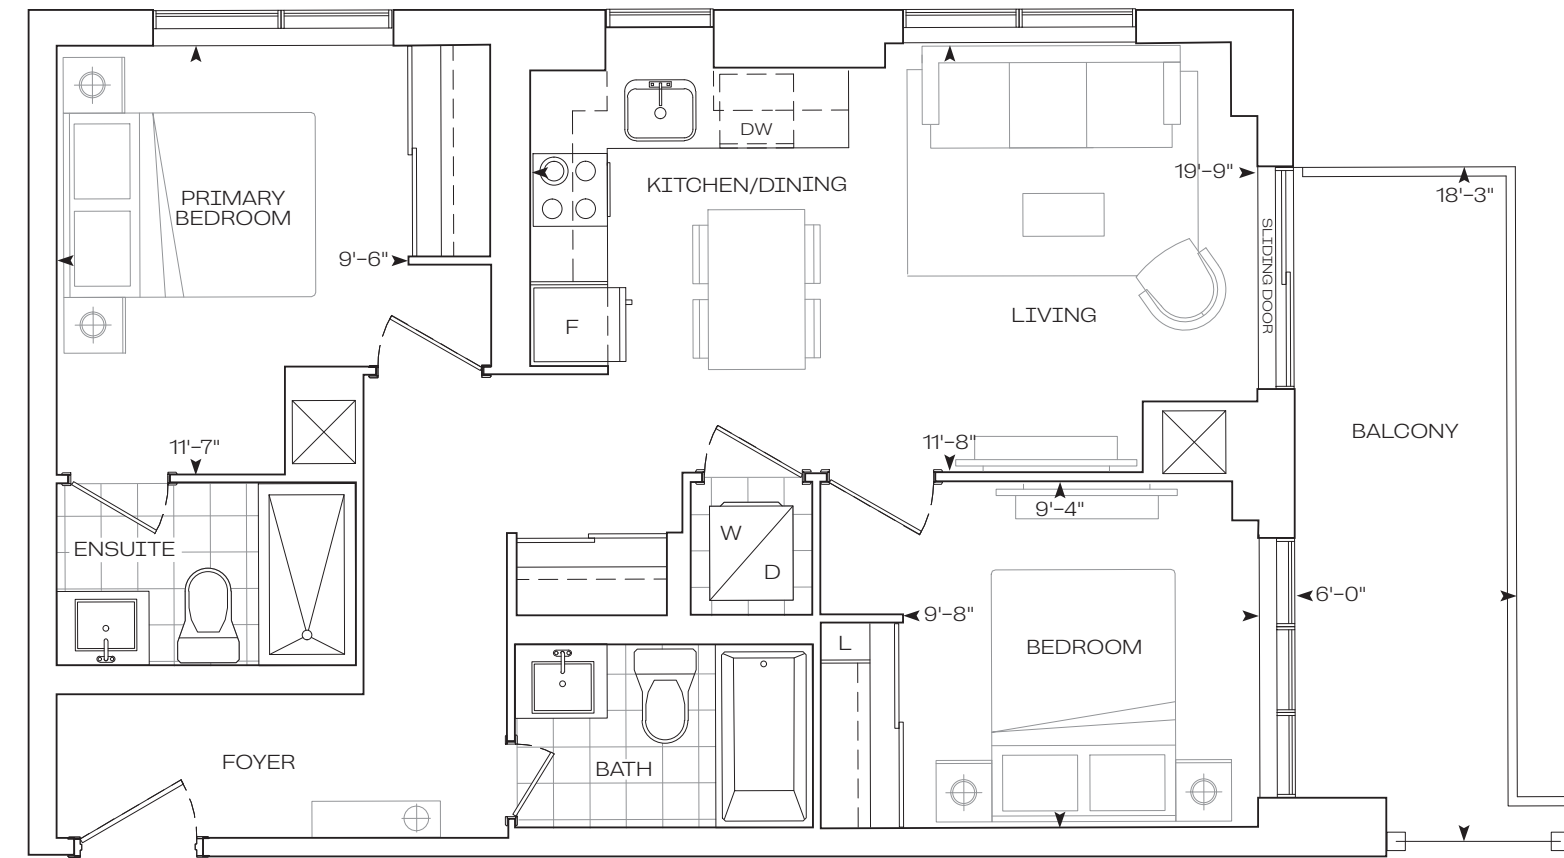 DW
PRIMARY
BEDROOM
KITCHEN/DINING
19'-9"
18'-3"
9'-6"
SLIDING DOOR
F
LIVING
11'-7"
11'-8"
BALCONY
9'-4"
W
D
ENSUITE
6'-0"
9'-8"
L
BEDROOM
FOYER
BATH